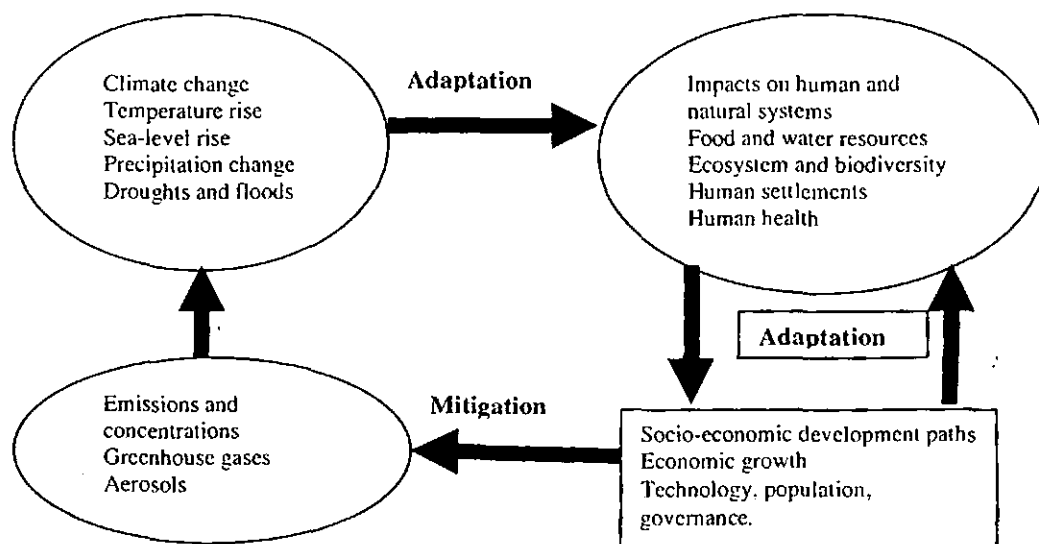 Climate change
Temperature rise
Sea-level rise
Precipitation change
Droughts and floods
Adaptation
Impacts on human and
natural systems
Food and water resources
Ecosystem and biodiversity
Human settlements
Human health
Adaptation
Emissions and
concentrations
Greenhouse gases
Aerosols
Mitigation
Socio-economic development paths
Economic growth
Technology, population,
governance.